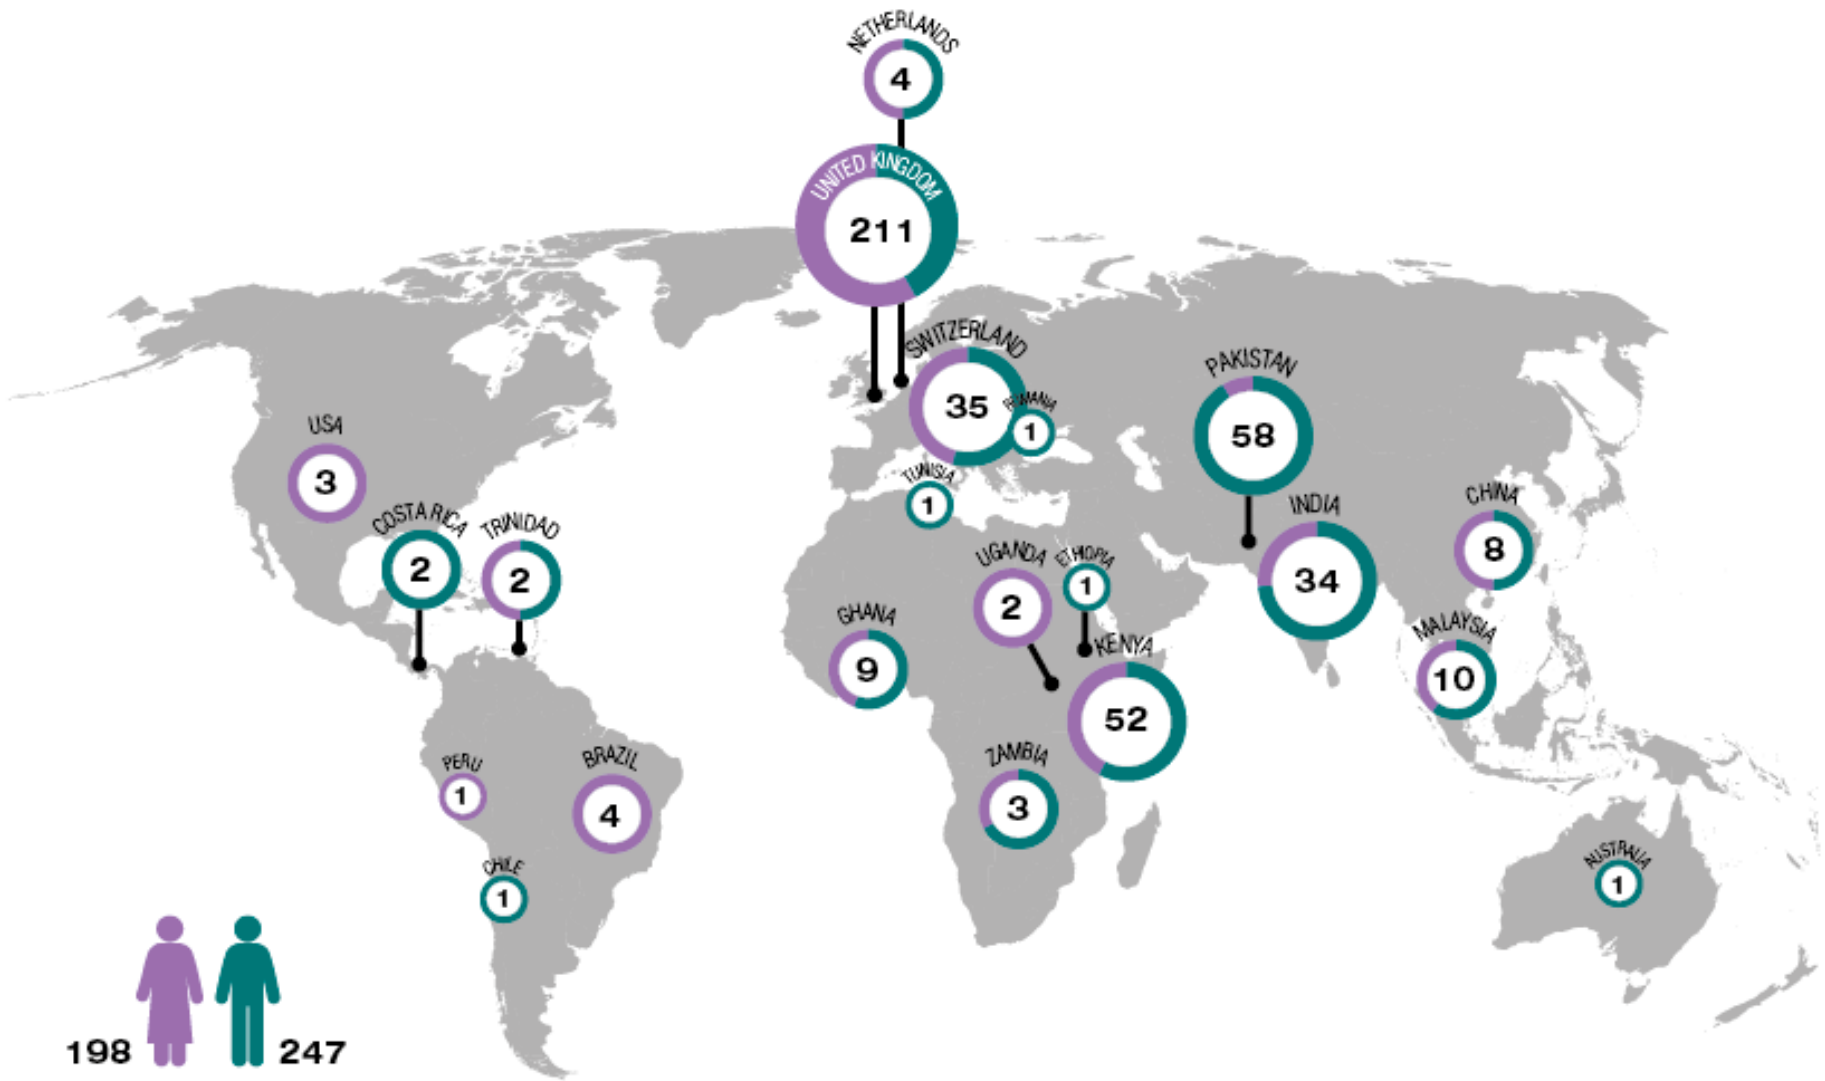 NETHERLANDS
4
UNITED KINGDOM
211
SWITZERLAND
35
ROMANIA
1
PAKISTAN
58
USA
3
COSTA RICA
2
TRINIDAD
2
TUNISIA
1
INDIA
34
CHINA
8
UGANDA
2
ETHIOPIA
1
GHANA
9
KENYA
52
MALAYSIA
10
PERU
1
BRAZIL
4
ZAMBIA
3
CHILE
1
AUSTRALIA
1
198
247